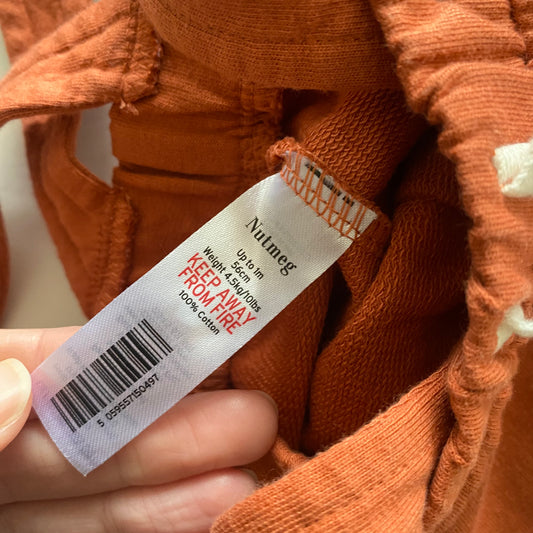 Nutmeg
Up to 1m
56cm
Weight 4.5kg/10lbs
KEEP AWAY
FROM FIRE
100% Cotton
5 059557150497